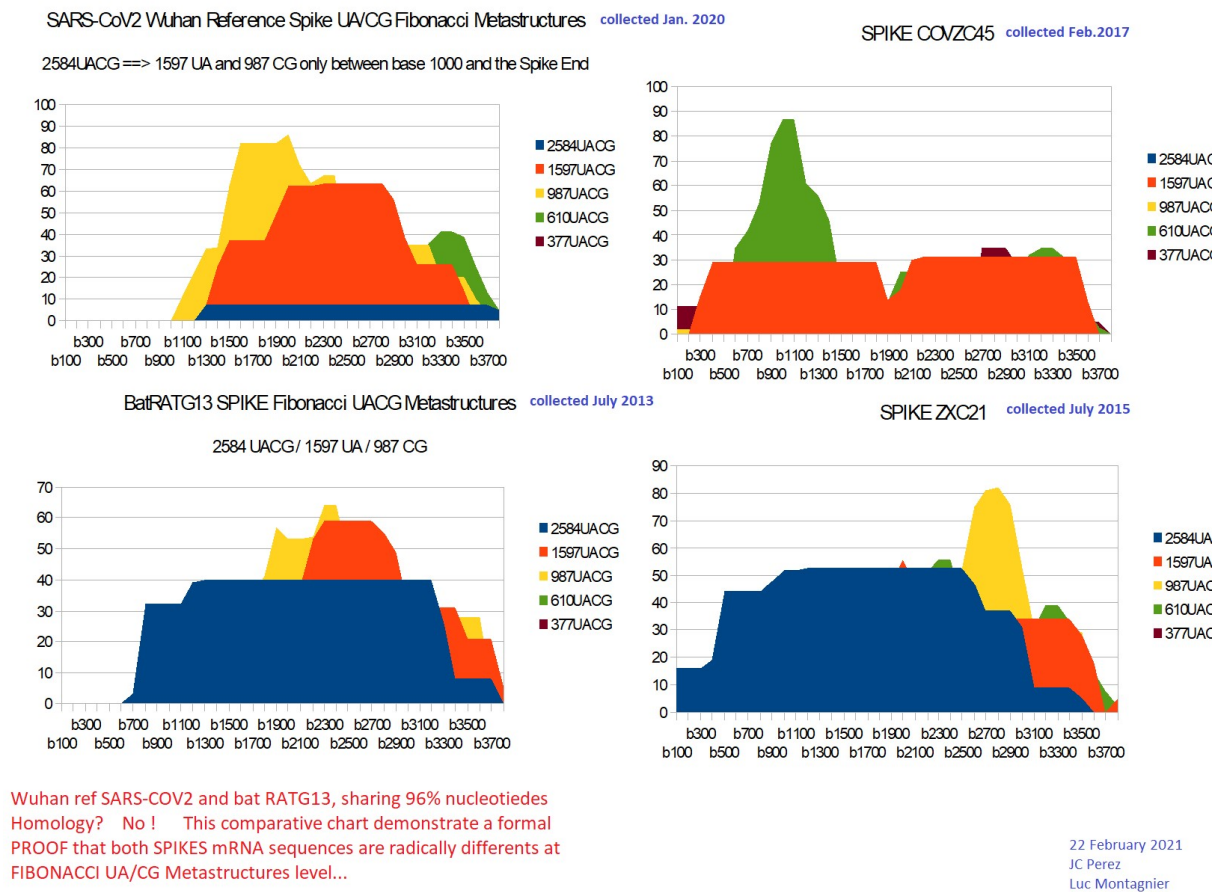 SARS-CoV2 Wuhan Reference Spike UA/CG Fibonacci Metastructures collected Jan. 2020
2584UACG ==> 1597 UA and 987 CG only between base 1000 and the Spike End
100
90
80
70
60
50
40
30
20
10
0
b300 b700 b1100 b1500 b1900 b2300 b2700 b3100 b3500
b100 b500 b900 b1300 b1700 b2100 b2500 b2900 b3300 b3700
2584UACG
1597UACG
987UACG
610UACG
377UACG
SPIKE COVZC45 collected Feb.2017
100
90
80
70
60
50
40
30
20
10
0
b300 b700 b1100 b1500 b1900 b2300 b2700 b3100 b3500
b100 b500 b900 b1300 b1700 b2100 b2500 b2900 b3300 b3700
2584UAC
1597UAC
987UACG
610UACG
377UACG
BatRATG13 SPIKE Fibonacci UACG Metastructures collected July 2013
2584 UACG / 1597 UA / 987 CG
70
60
50
40
30
20
10
0
b300 b700 b1100 b1500 b1900 b2300 b2700 b3100 b3500
b100 b500 b900 b1300 b1700 b2100 b2500 b2900 b3300 b3700
2584UACG
1597UACG
987UACG
610UACG
377UACG
SPIKE ZXC21 collected July 2015
90
80
70
60
50
40
30
20
10
0
b300 b700 b1100 b1500 b1900 b2300 b2700 b3100 b3500
b100 b500 b900 b1300 b1700 b2100 b2500 b2900 b3300 b3700
2584UA
1597UA
987UAC
610UAC
377UAC
Wuhan ref SARS-COV2 and bat RATG13, sharing 96% nucleotiedes
Homology? No ! This comparative chart demonstrate a formal
PROOF that both SPIKES mRNA sequences are radically differents at
FIBONACCI UA/CG Metastructures level...
22 February 2021
JC Perez
Luc Montagnier